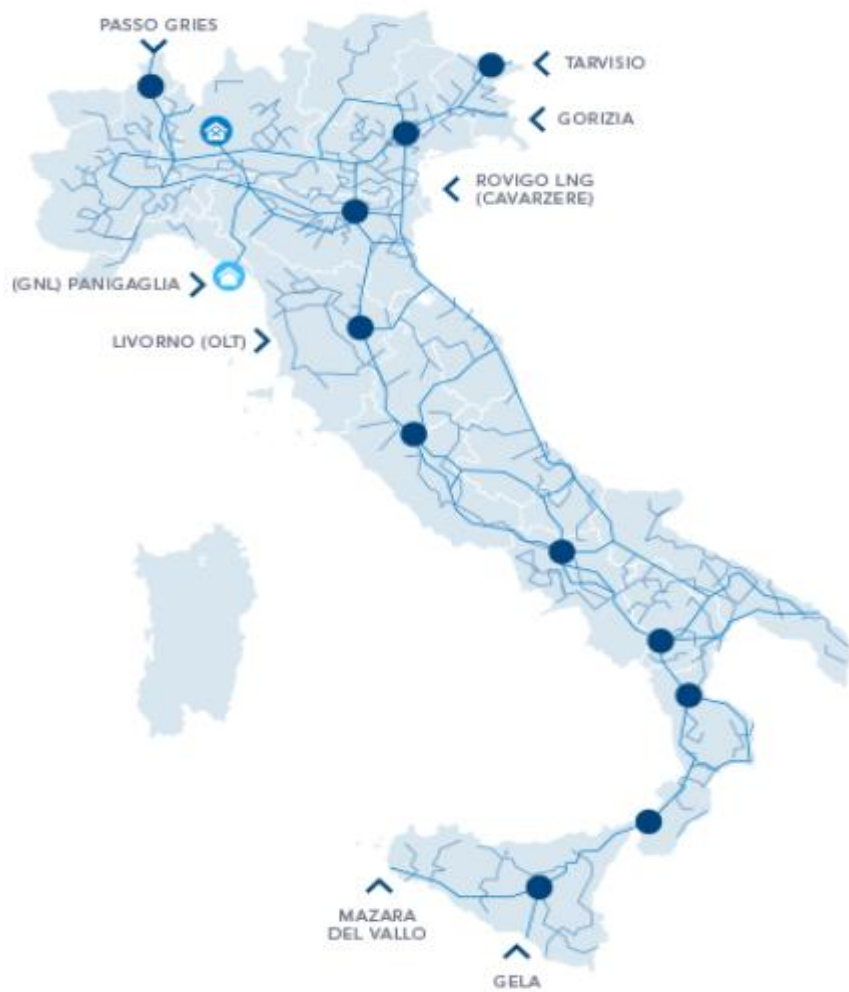 PASSO GRIES
TARVISIO
GORIZIA
ROVIGO LNG
(CAVARZERE)
(GNL) PANIGAGLIA
LIVORNO (OLT)
MAZARA
DEL VALLO
GELA